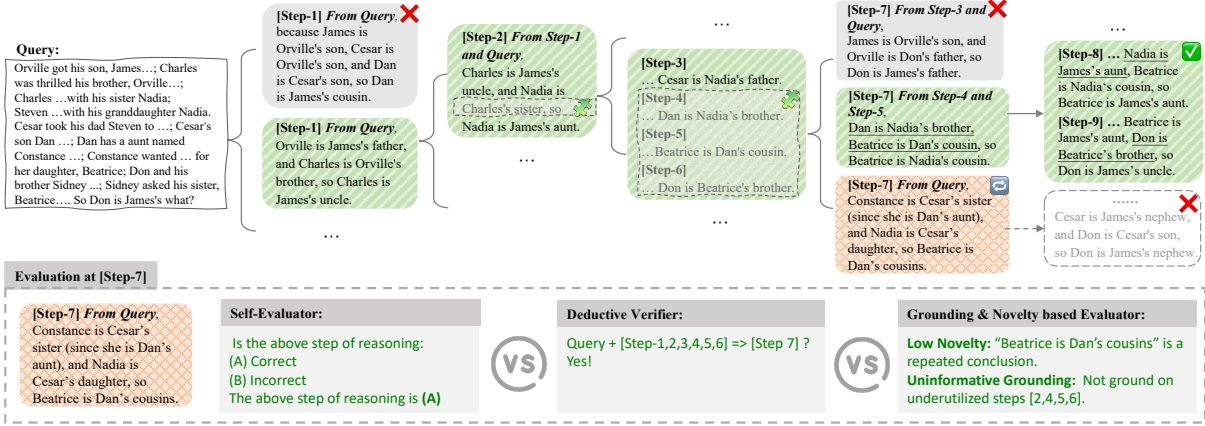 Query:
Orville got his son, James…; Charles
was thrilled his brother, Orville…;
Charles …with his sister Nadia;
Steven …with his granddaughter Nadia.
Cesar took his dad Steven to …; Cesar's
son Dan …; Dan has a aunt named
Constance …; Constance wanted … for
her daughter, Beatrice; Don and his
brother Sidney ...; Sidney asked his sister,
Beatrice…. So Don is James's what?
[Step-1] From Query,
because James is
Orville's son, Cesar is
Orville's son, and Dan
is Cesar's son, so Dan
is James's cousin.
[Step-1] From Query,
Orville is James's father,
and Charles is Orville's
brother, so Charles is
James's uncle.
…
[Step-2] From Step-1
and Query,
Charles is James's
uncle, and Nadia is
Charles's sister, so
Nadia is James's aunt.
…
…
[Step-3]
… Cesar is Nadia's father.
[Step-4]
… Dan is Nadia's brother.
[Step-5]
…Beatrice is Dan's cousin.
[Step-6]
… Don is Beatrice's brother.
…
[Step-7] From Step-3 and
Query,
James is Orville's son, and
Orville is Don's father, so
Don is James's father.
[Step-7] From Step-4 and
Step-5,
Dan is Nadia's brother,
Beatrice is Dan's cousin, so
Beatrice is Nadia's cousin.
[Step-7] From Query,
Constance is Cesar's sister
(since she is Dan's aunt),
and Nadia is Cesar's
daughter, so Beatrice is
Dan's cousins.
…
[Step-8] … Nadia is
James's aunt, Beatrice
is Nadia's cousin, so
Beatrice is James's aunt.
[Step-9] … Beatrice is
James's aunt, Don is
Beatrice's brother, so
Don is James's uncle.
……
Cesar is James's nephew,
and Don is Cesar's son,
so Don is James's nephew.
Evaluation at [Step-7]
[Step-7] From Query,
Constance is Cesar's
sister (since she is Dan's
aunt), and Nadia is
Cesar's daughter, so
Beatrice is Dan's cousins.
Self-Evaluator:
Is the above step of reasoning:
(A) Correct
(B) Incorrect
The above step of reasoning is (A)
VS
Deductive Verifier:
Query + [Step-1,2,3,4,5,6] => [Step 7] ?
Yes!
VS
Grounding & Novelty based Evaluator:
Low Novelty: "Beatrice is Dan's cousins" is a
repeated conclusion.
Uninformative Grounding: Not ground on
underutilized steps [2,4,5,6].